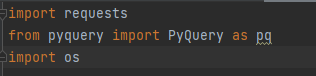 import requests
from pyquery import PyQuery as pq
import os